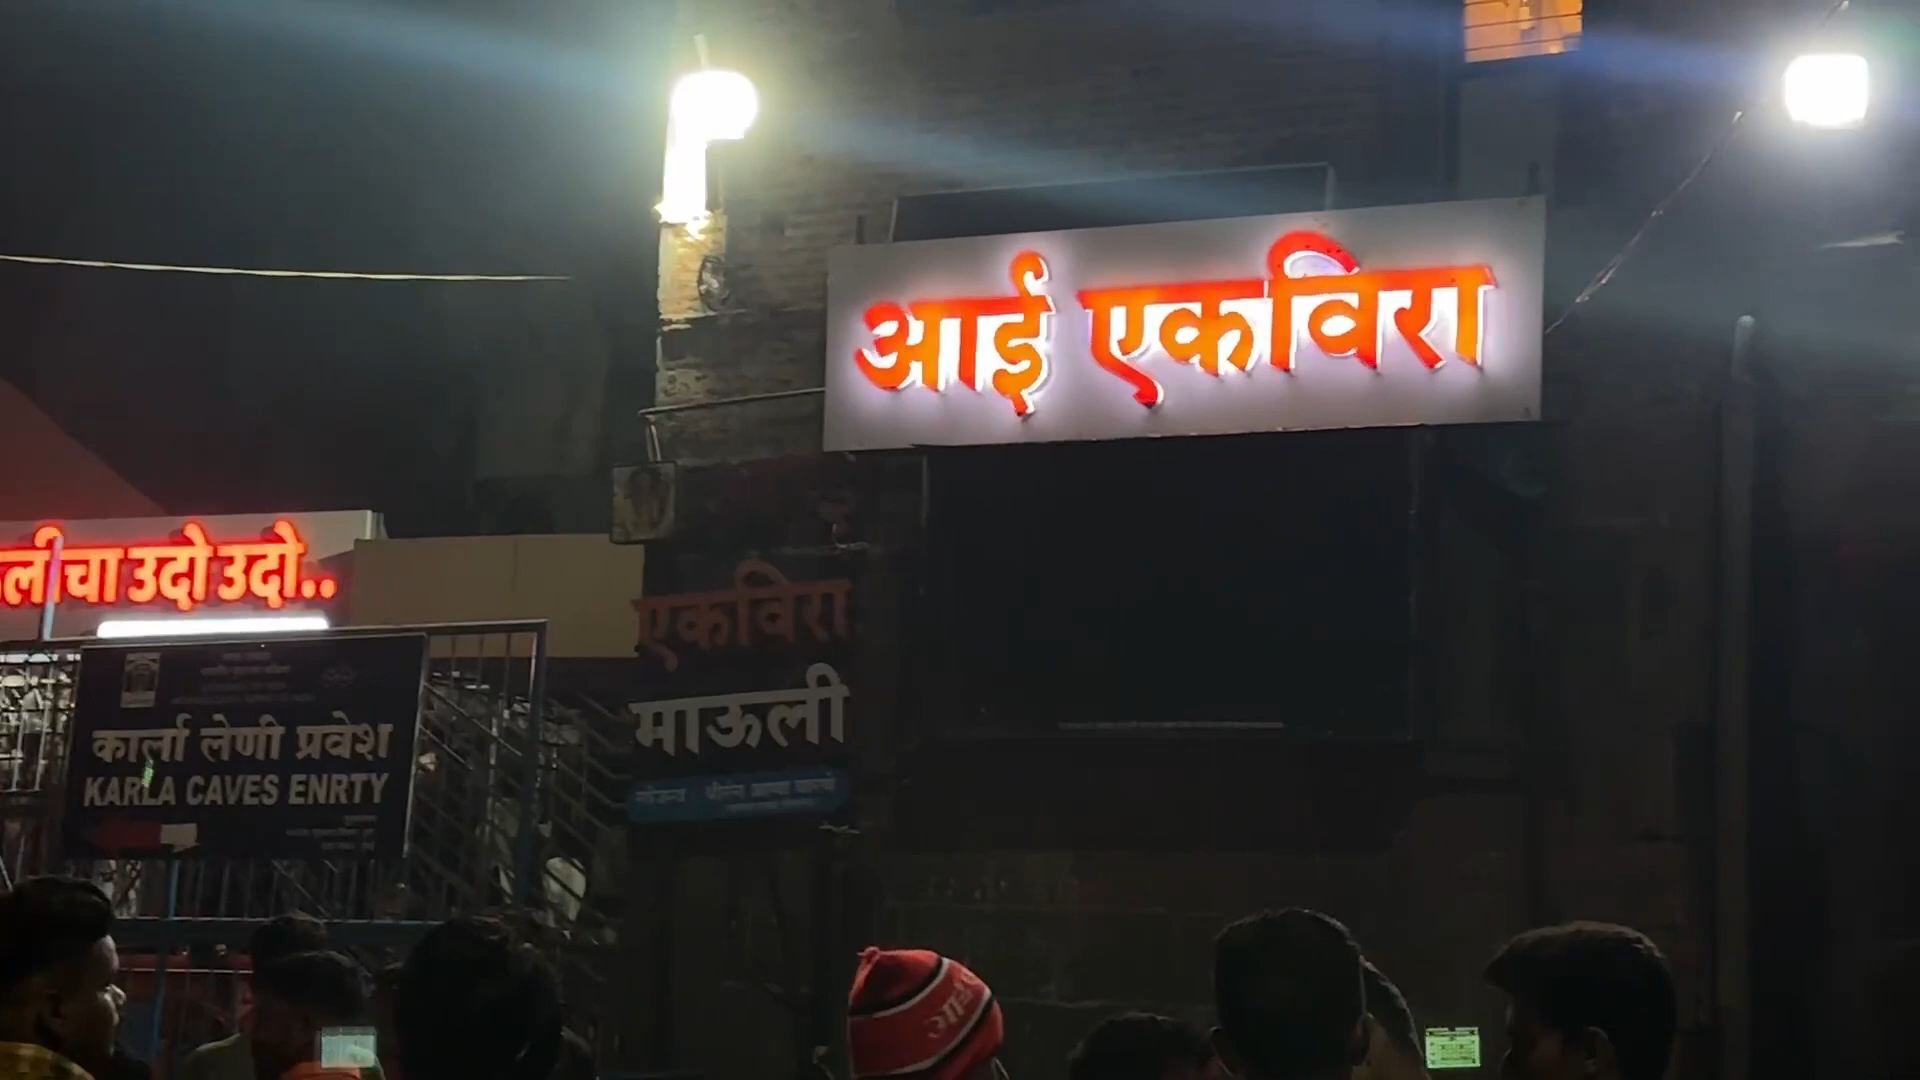 आई एकविरा
चा उदो उदो..
एकविरा
माऊली
कार्ला लेणी प्रवेश
KARLA CAVES ENRTY